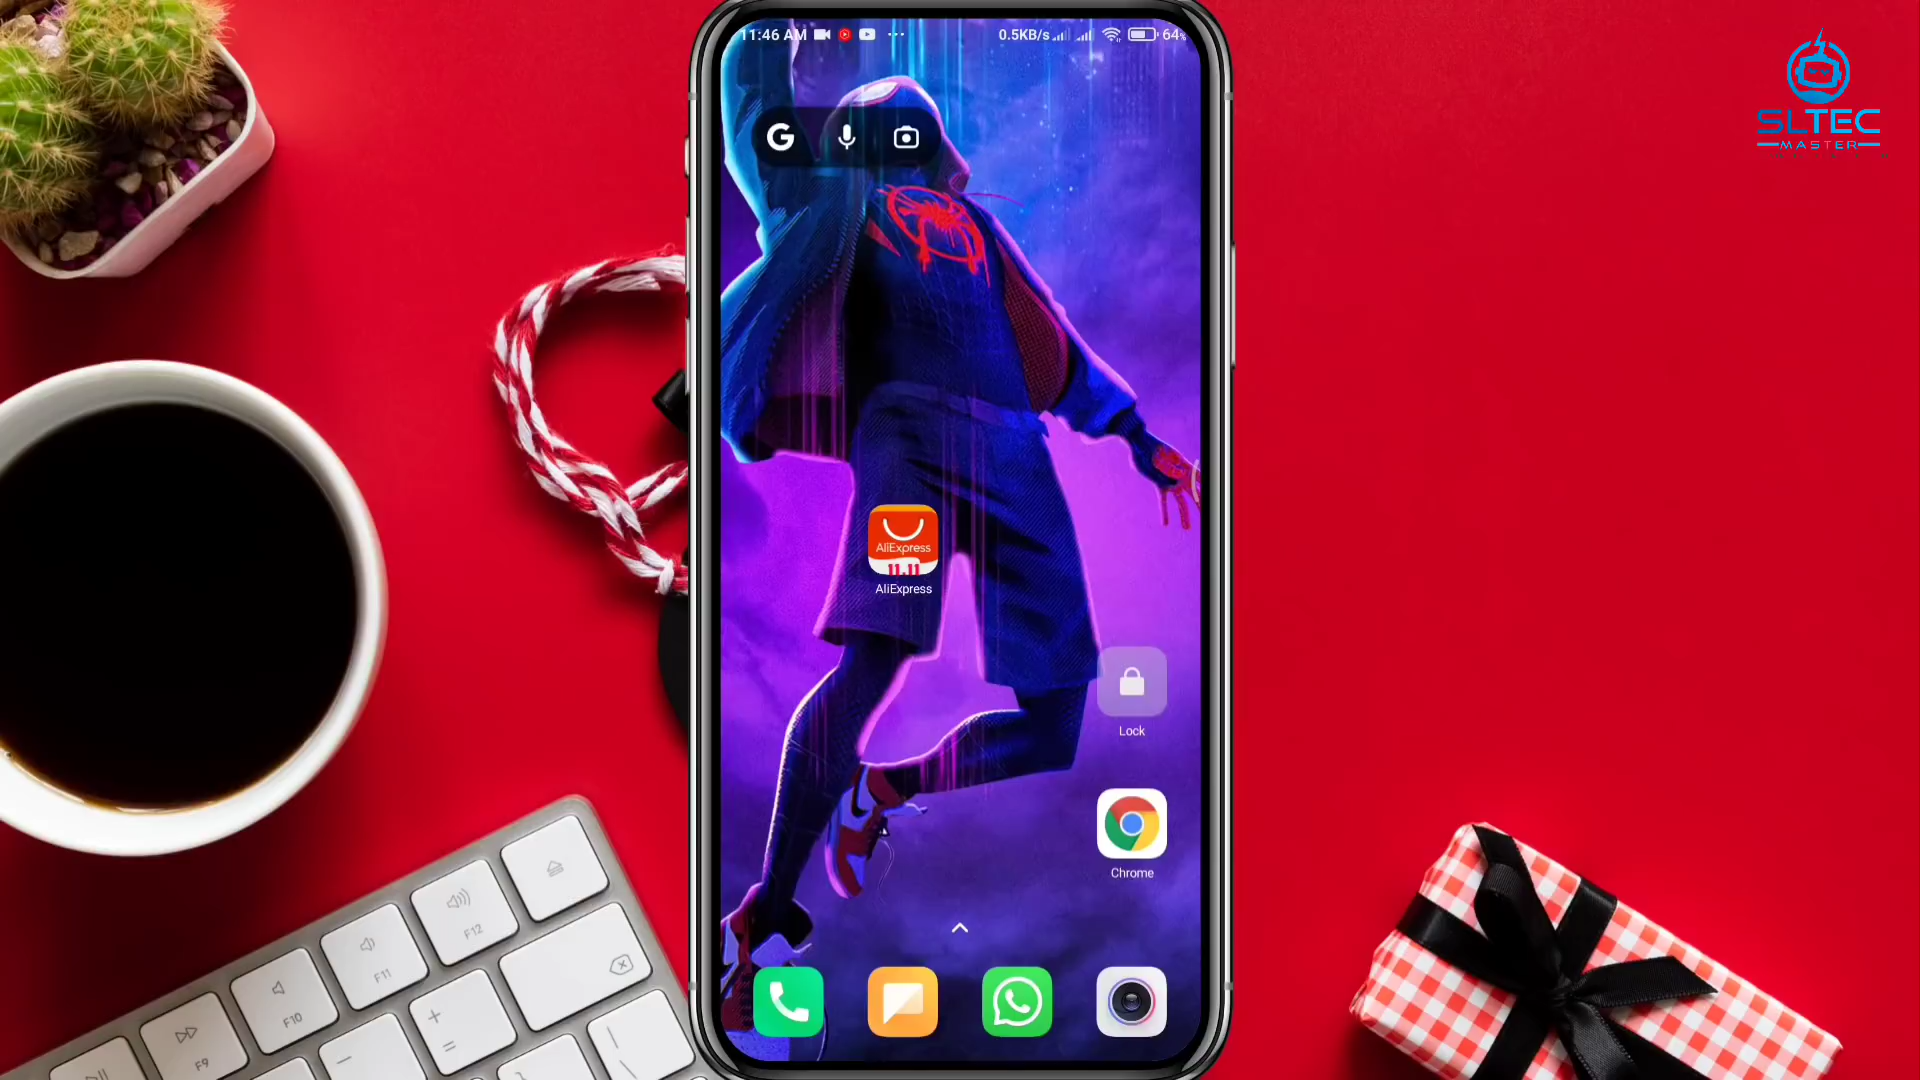 11:46 AM
0.5KB/s
64%
SLTEC
MASTER
AliExpress
11.11
AliExpress
Lock
Chrome
F12
F11
F10
F9